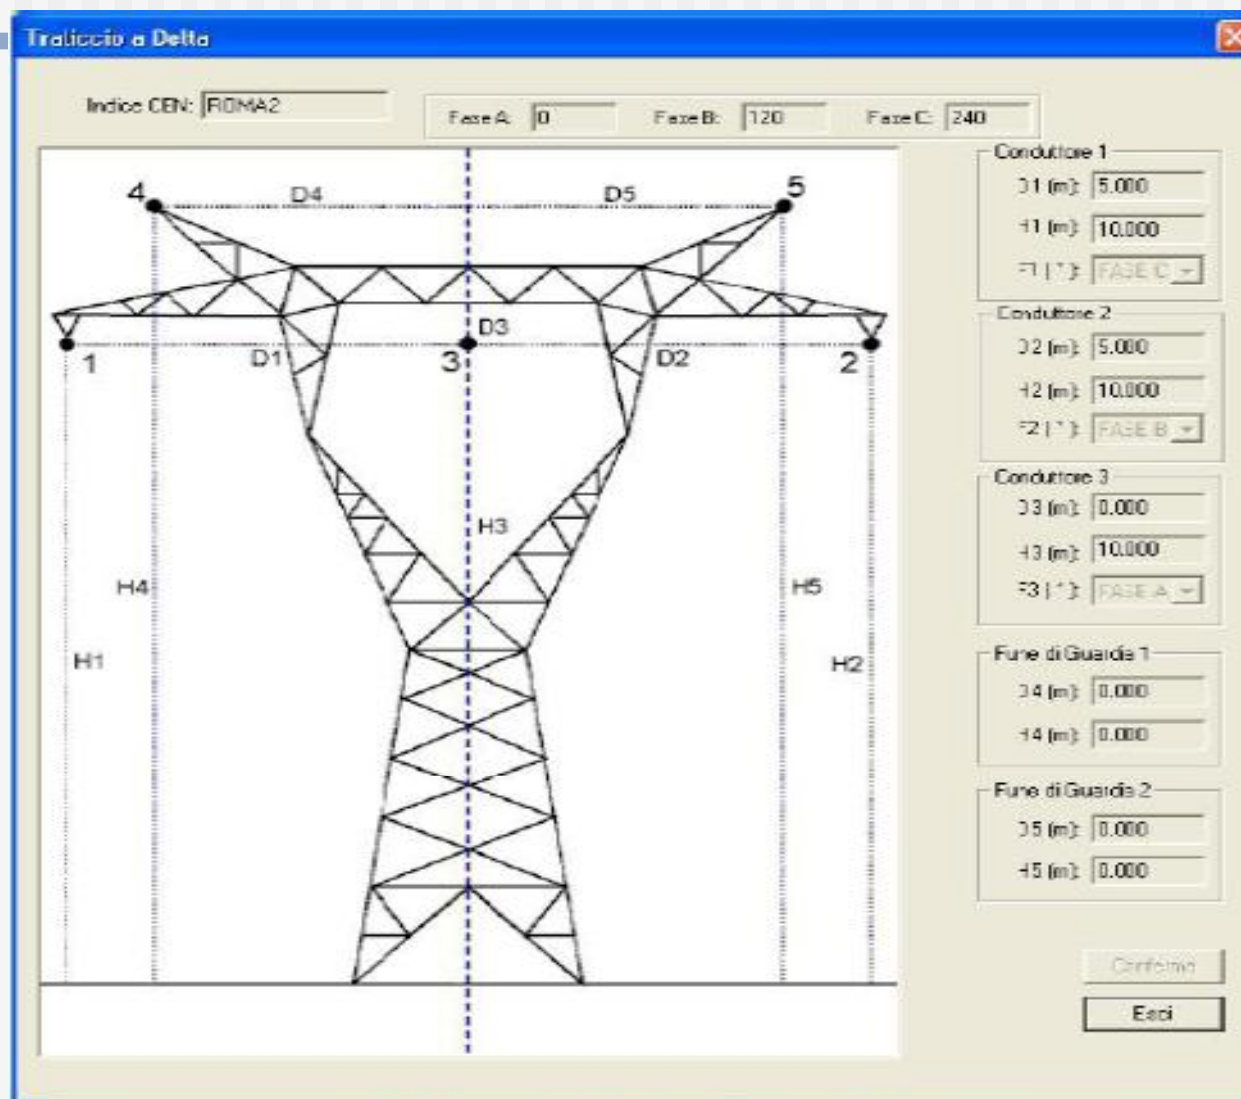 Traliccio a Delta
Indice CEN: ROMA2
Fase A: 0 Fase B: 120 Fase C: 240
4 D4 D5 5
1 D1 3 D3 D2 2
H3
H4 H5
H1 H2
Conduttore 1
D1 (m): 5.000
H1 (m): 10.000
F1 (°): FASE C
Conduttore 2
D2 (m): 5.000
H2 (m): 10.000
F2 (°): FASE B
Conduttore 3
D3 (m): 0.000
H3 (m): 10.000
F3 (°): FASE A
Fune di Guardia 1
D4 (m): 0.000
H4 (m): 0.000
Fune di Guardia 2
D5 (m): 0.000
H5 (m): 0.000
Conferma
Esci